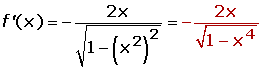 f'(x) = - 2x / √(1 - (x²)²) = - 2x / √(1 - x⁴)